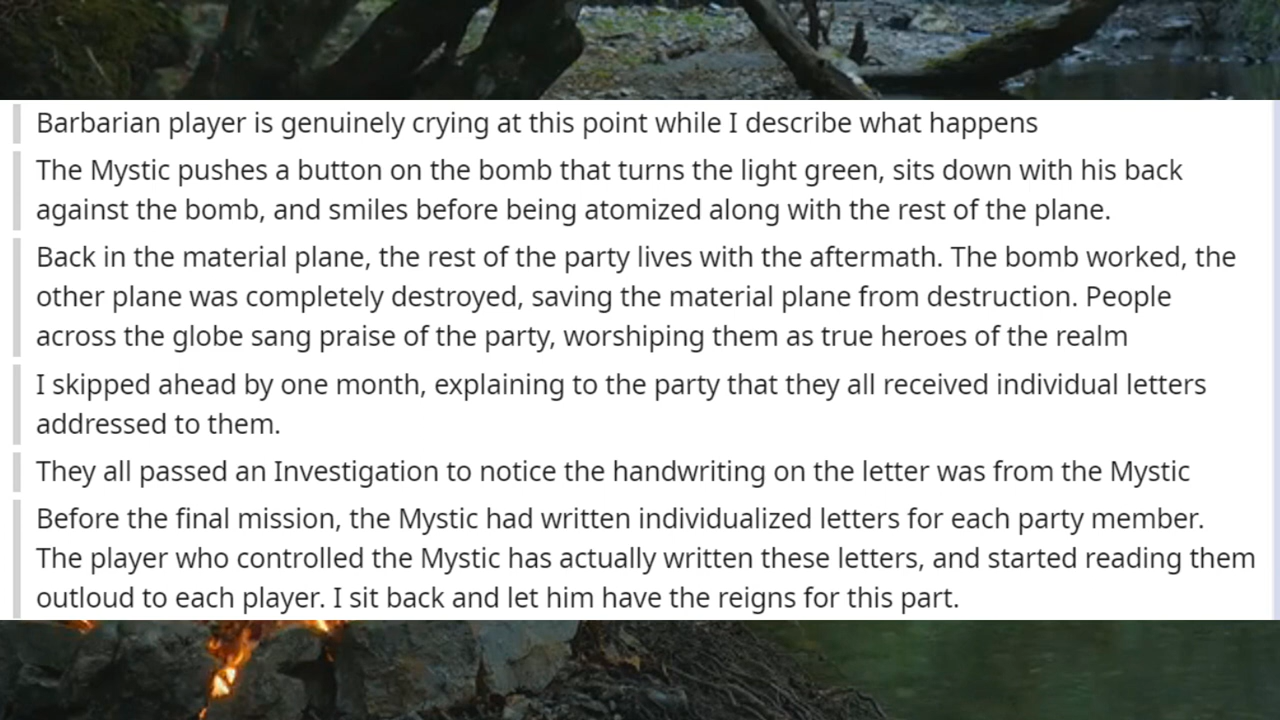 Barbarian player is genuinely crying at this point while I describe what happens
The Mystic pushes a button on the bomb that turns the light green, sits down with his back
against the bomb, and smiles before being atomized along with the rest of the plane.
Back in the material plane, the rest of the party lives with the aftermath. The bomb worked, the
other plane was completely destroyed, saving the material plane from destruction. People
across the globe sang praise of the party, worshiping them as true heroes of the realm
I skipped ahead by one month, explaining to the party that they all received individual letters
addressed to them.
They all passed an Investigation to notice the handwriting on the letter was from the Mystic
Before the final mission, the Mystic had written individualized letters for each party member.
The player who controlled the Mystic has actually written these letters, and started reading them
outloud to each player. I sit back and let him have the reigns for this part.